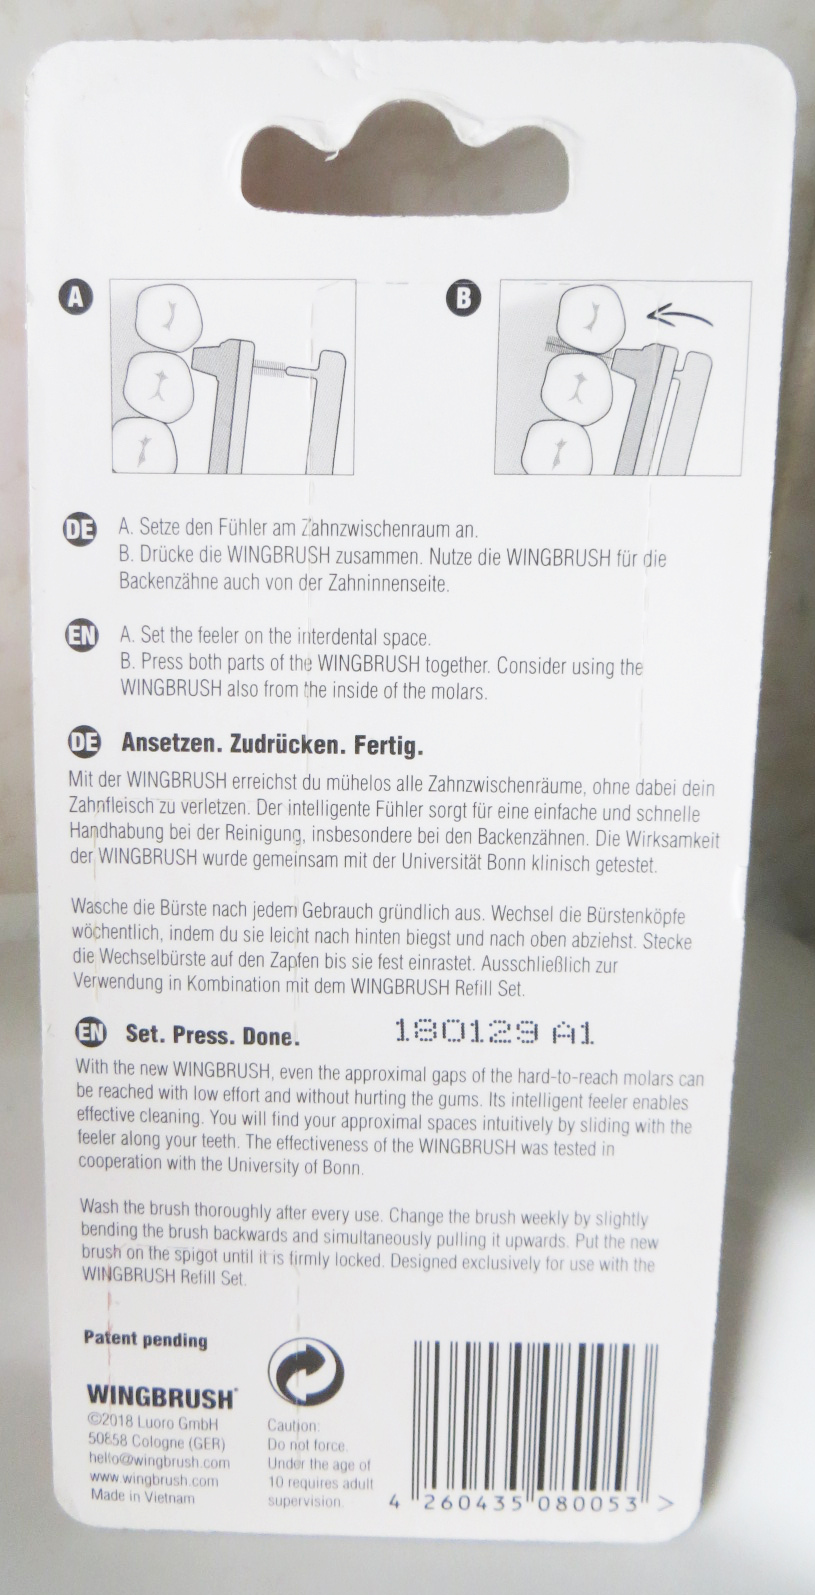 A
B
DE A. Setze den Fühler am Zahnzwischenraum an.
B. Drücke die WINGBRUSH zusammen. Nutze die WINGBRUSH für die
Backenzähne auch von der Zahninnenseite.
EN A. Set the feeler on the interdental space.
B. Press both parts of the WINGBRUSH together. Consider using the
WINGBRUSH also from the inside of the molars.
DE Ansetzen. Zudrücken. Fertig.
Mit der WINGBRUSH erreichst du mühelos alle Zahnzwischenräume, ohne dabei dein
Zahnfleisch zu verletzen. Der intelligente Fühler sorgt für eine einfache und schnelle
Handhabung bei der Reinigung, insbesondere bei den Backenzähnen. Die Wirksamkeit
der WINGBRUSH wurde gemeinsam mit der Universität Bonn klinisch getestet.
Wasche die Bürste nach jedem Gebrauch gründlich aus. Wechsel die Bürstenköpfe
wöchentlich, indem du sie leicht nach hinten biegst und nach oben abziehst. Stecke
die Wechselbürste auf den Zapfen bis sie fest einrastet. Ausschließlich zur
Verwendung in Kombination mit dem WINGBRUSH Refill Set.
EN Set. Press. Done. 180129 A1
With the new WINGBRUSH, even the approximal gaps of the hard-to-reach molars can
be reached with low effort and without hurting the gums. Its intelligent feeler enables
effective cleaning. You will find your approximal spaces intuitively by sliding with the
feeler along your teeth. The effectiveness of the WINGBRUSH was tested in
cooperation with the University of Bonn.
Wash the brush thoroughly after every use. Change the brush weekly by slightly
bending the brush backwards and simultaneously pulling it upwards. Put the new
brush on the spigot until it is firmly locked. Designed exclusively for use with the
WINGBRUSH Refill Set.
Patent pending
WINGBRUSH
©2018 Luoro GmbH
50858 Cologne (GER)
hello@wingbrush.com
www.wingbrush.com
Made in Vietnam
Caution:
Do not force.
Under the age of
10 requires adult
supervision.
4 260435 080053 >